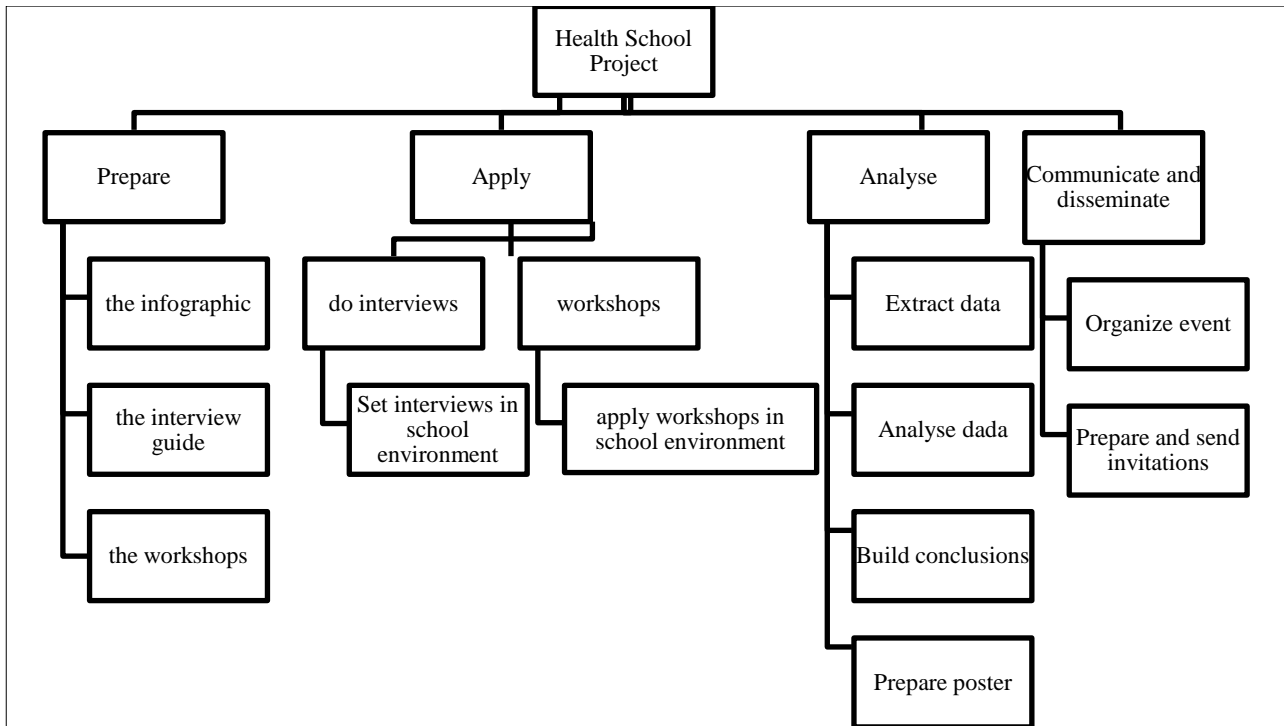 Health School
Project
Prepare
Apply
Analyse
Communicate and
disseminate
the infographic
the interview
guide
the workshops
do interviews
Set interviews in
school
environment
workshops
apply workshops in
school environment
Extract data
Analyse dada
Build conclusions
Prepare poster
Organize event
Prepare and send
invitations